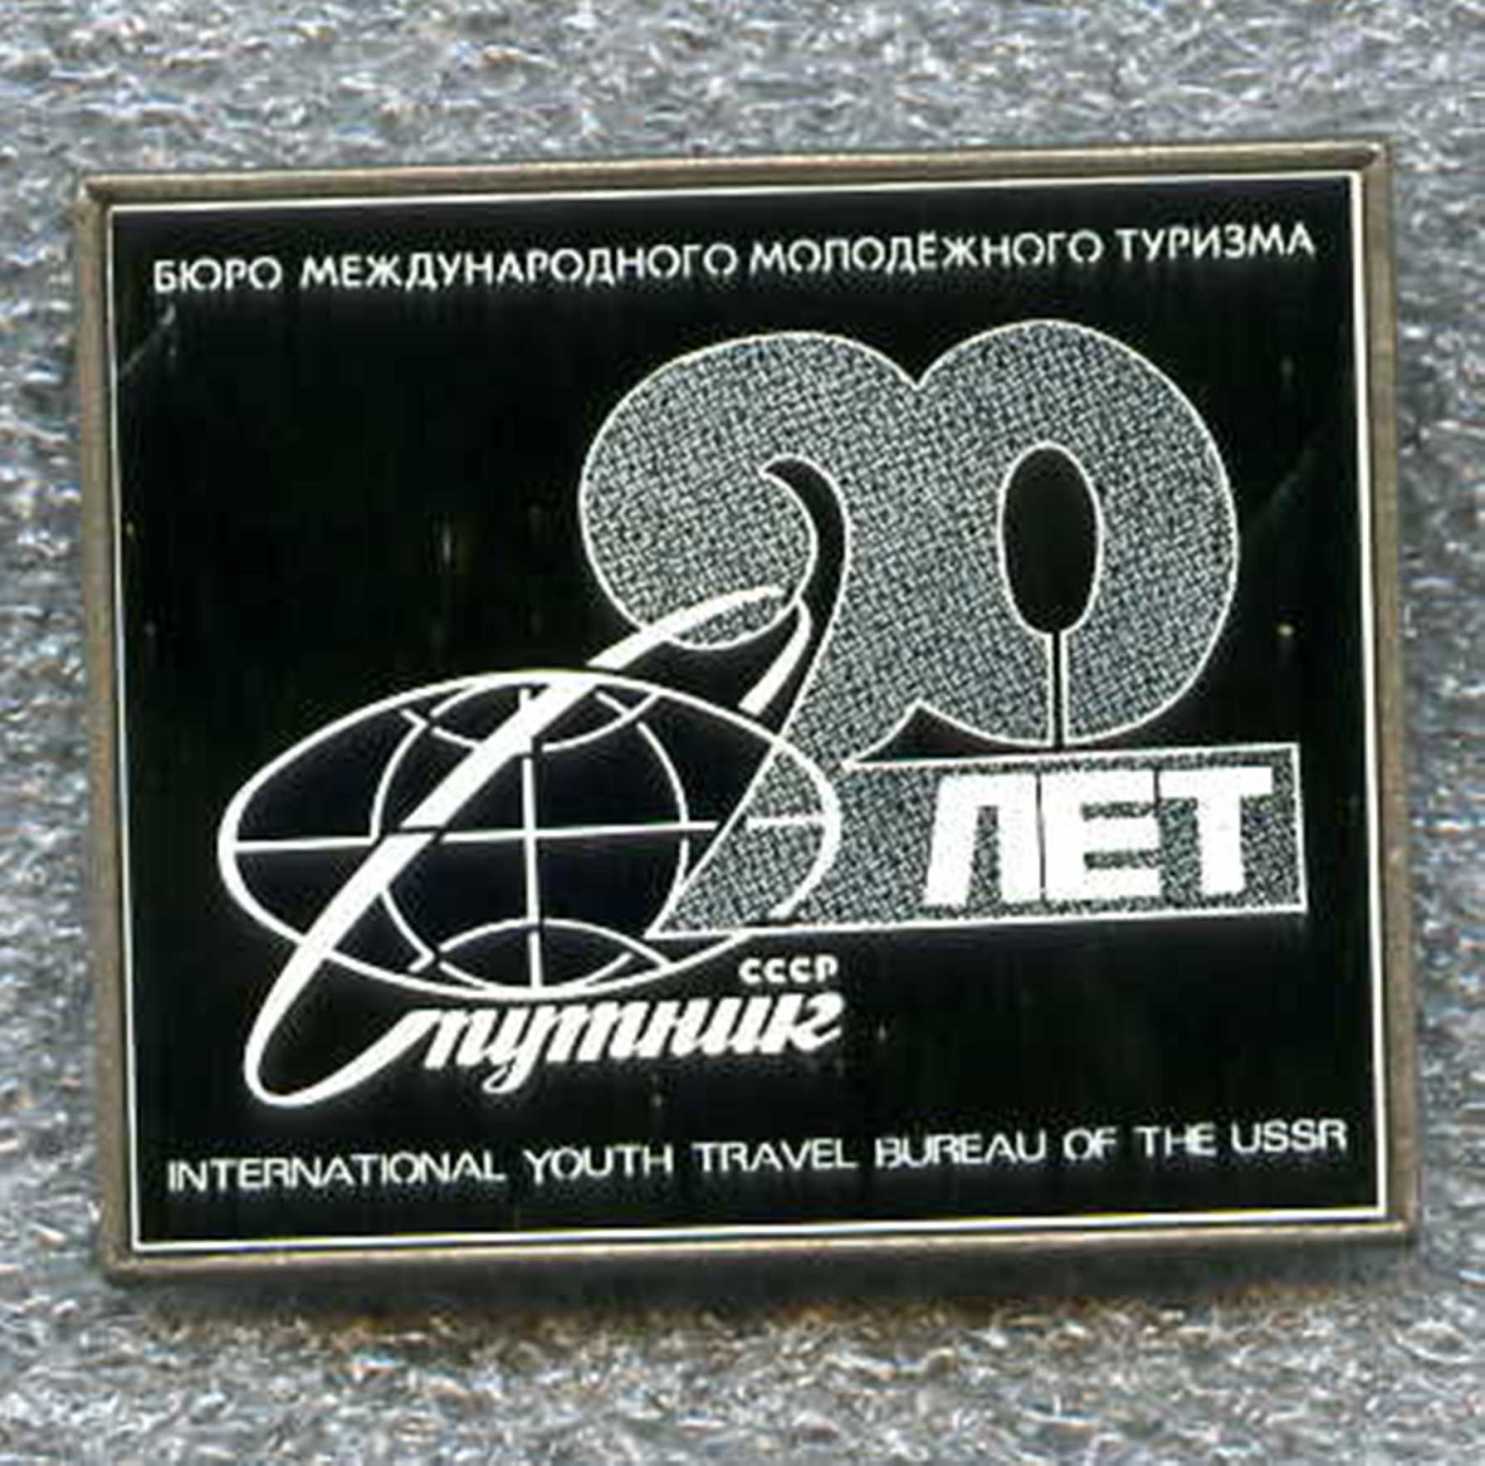 БЮРО МЕЖДУНАРОДНОГО МОЛОДЁЖНОГО ТУРИЗМА
20
ЛЕТ
СССР
Спутник
INTERNATIONAL YOUTH TRAVEL BUREAU OF THE USSR